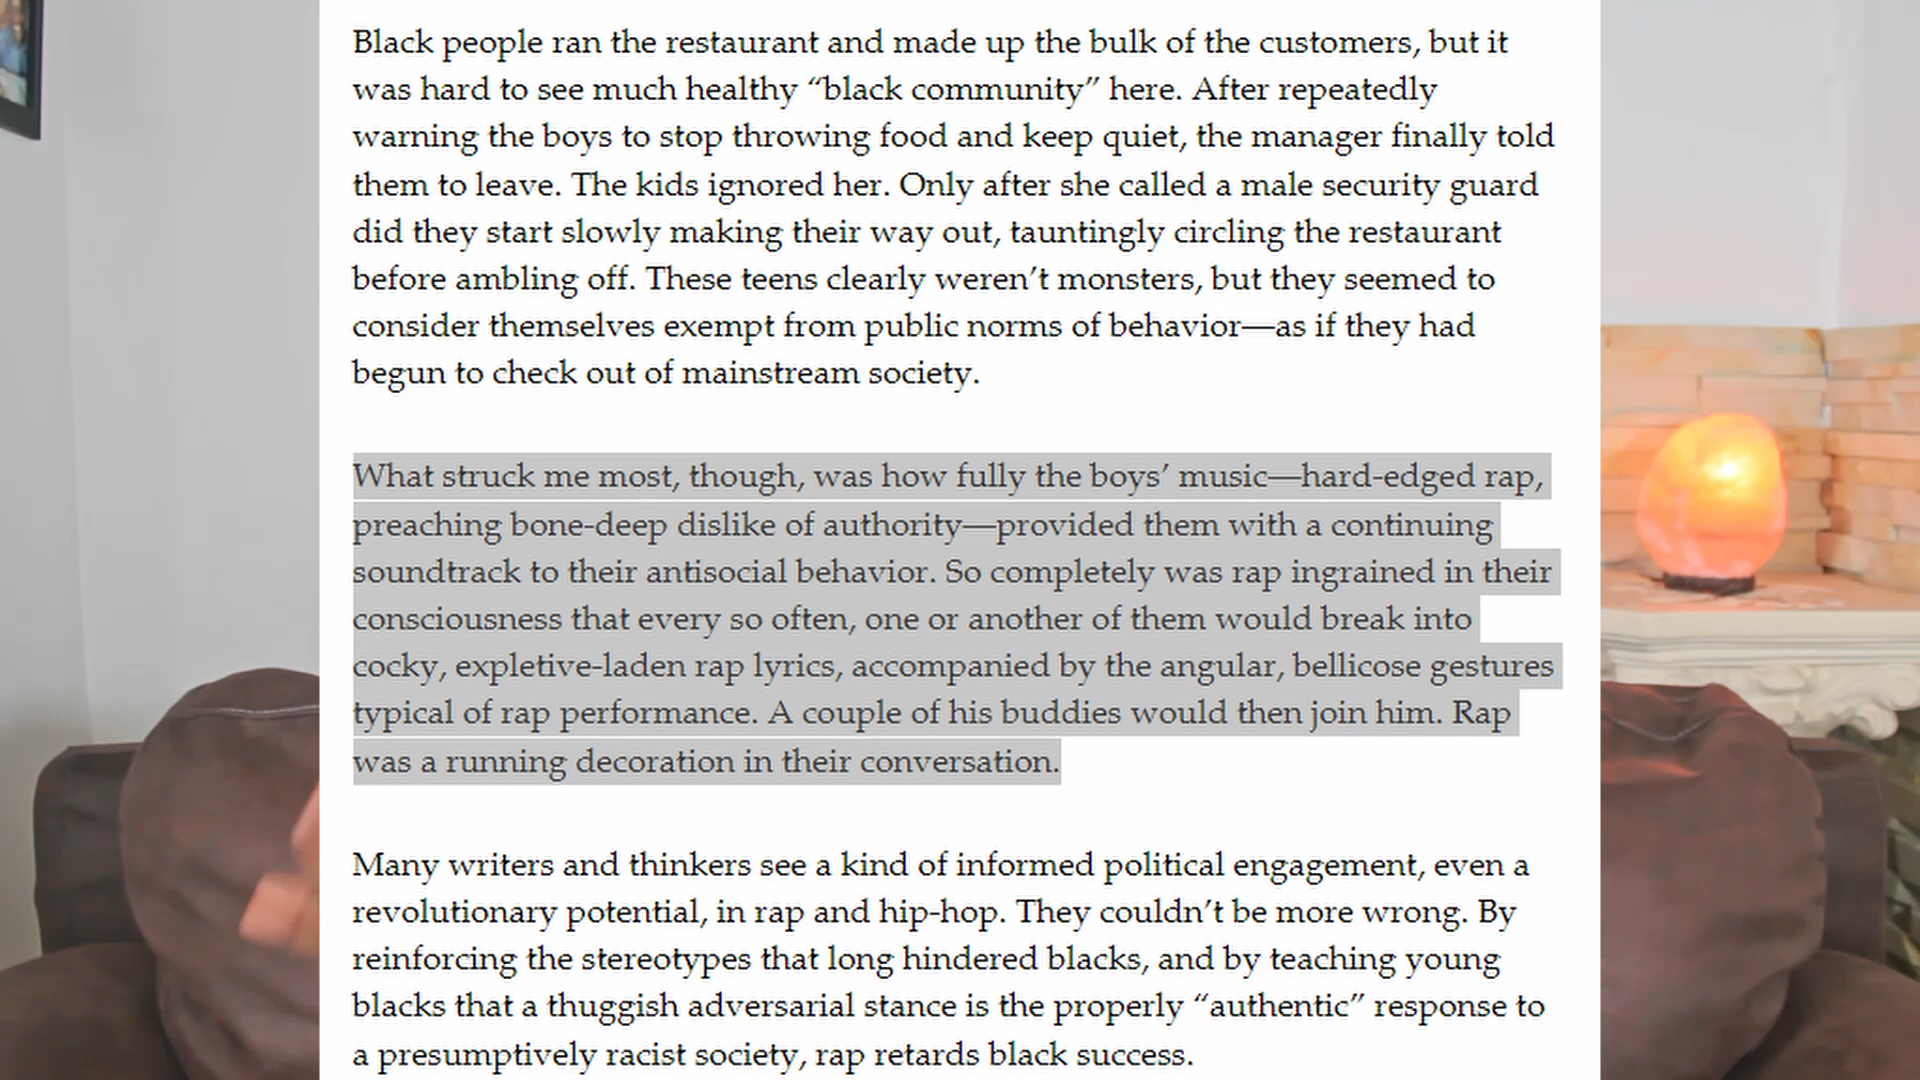 Black people ran the restaurant and made up the bulk of the customers, but it
was hard to see much healthy “black community” here. After repeatedly
warning the boys to stop throwing food and keep quiet, the manager finally told
them to leave. The kids ignored her. Only after she called a male security guard
did they start slowly making their way out, tauntingly circling the restaurant
before ambling off. These teens clearly weren’t monsters, but they seemed to
consider themselves exempt from public norms of behavior—as if they had
begun to check out of mainstream society.
What struck me most, though, was how fully the boys’ music—hard-edged rap,
preaching bone-deep dislike of authority—provided them with a continuing
soundtrack to their antisocial behavior. So completely was rap ingrained in their
consciousness that every so often, one or another of them would break into
cocky, expletive-laden rap lyrics, accompanied by the angular, bellicose gestures
typical of rap performance. A couple of his buddies would then join him. Rap
was a running decoration in their conversation.
Many writers and thinkers see a kind of informed political engagement, even a
revolutionary potential, in rap and hip-hop. They couldn’t be more wrong. By
reinforcing the stereotypes that long hindered blacks, and by teaching young
blacks that a thuggish adversarial stance is the properly “authentic” response to
a presumptively racist society, rap retards black success.